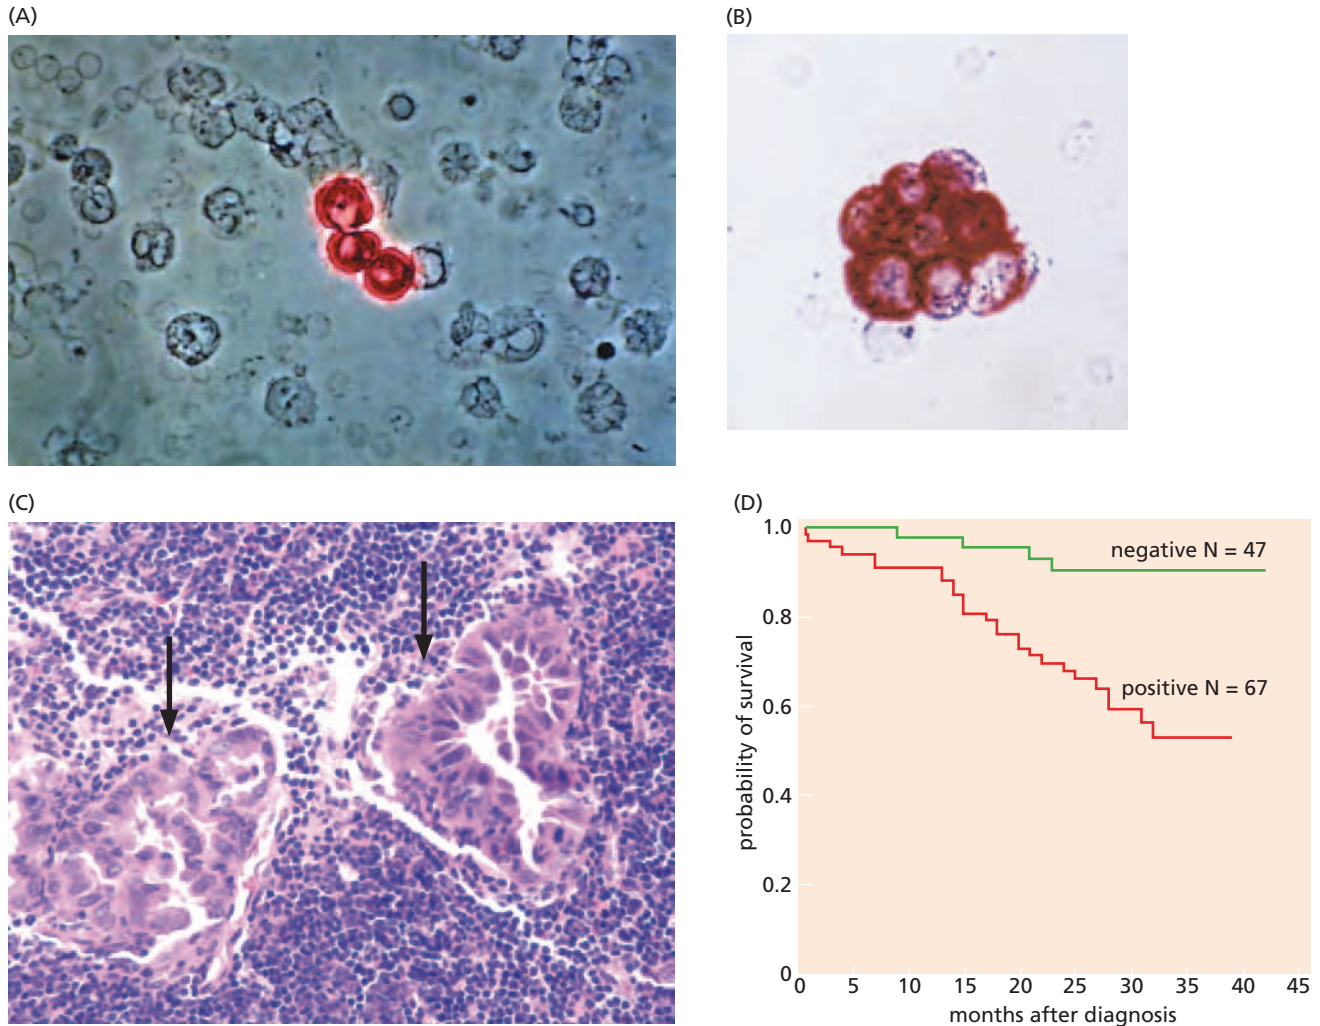 (A)
(B)
(C)
(D)
1.0
0.8
0.6
0.4
0.2
0
probability of survival
negative N = 47
positive N = 67
0 5 10 15 20 25 30 35 40 45
months after diagnosis